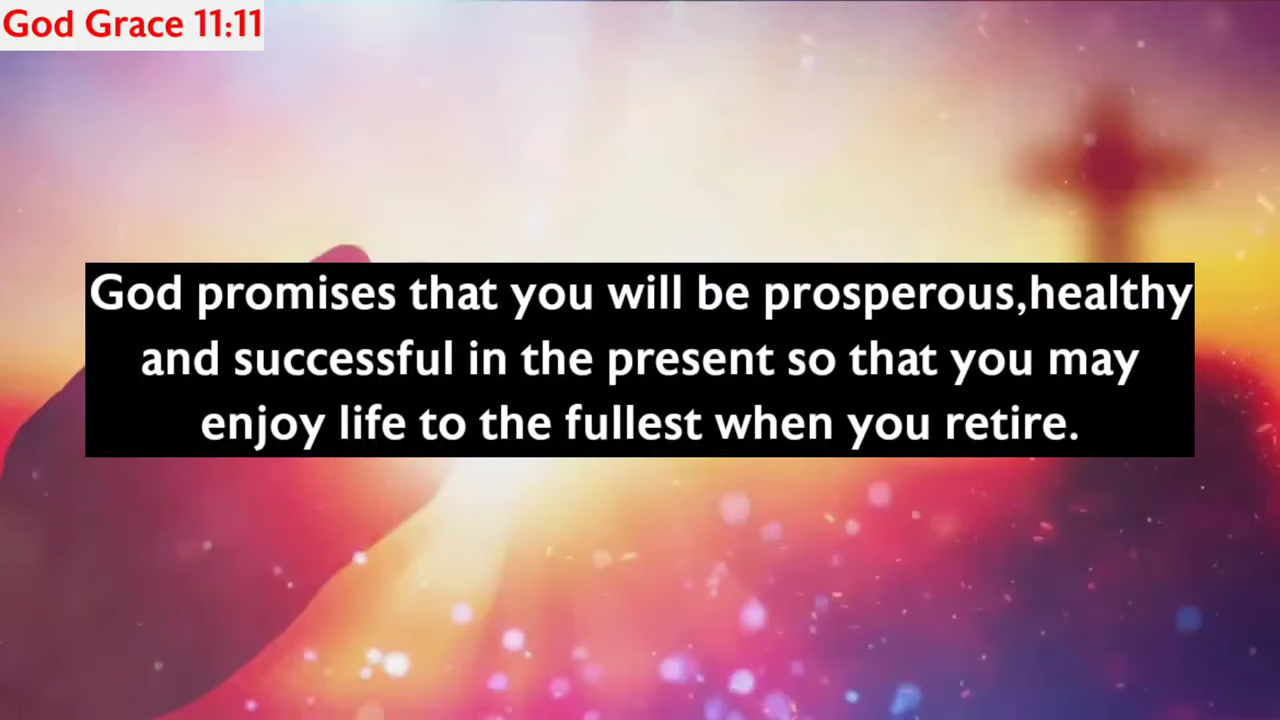 God Grace 11:11
God promises that you will be prosperous,healthy
and successful in the present so that you may
enjoy life to the fullest when you retire.